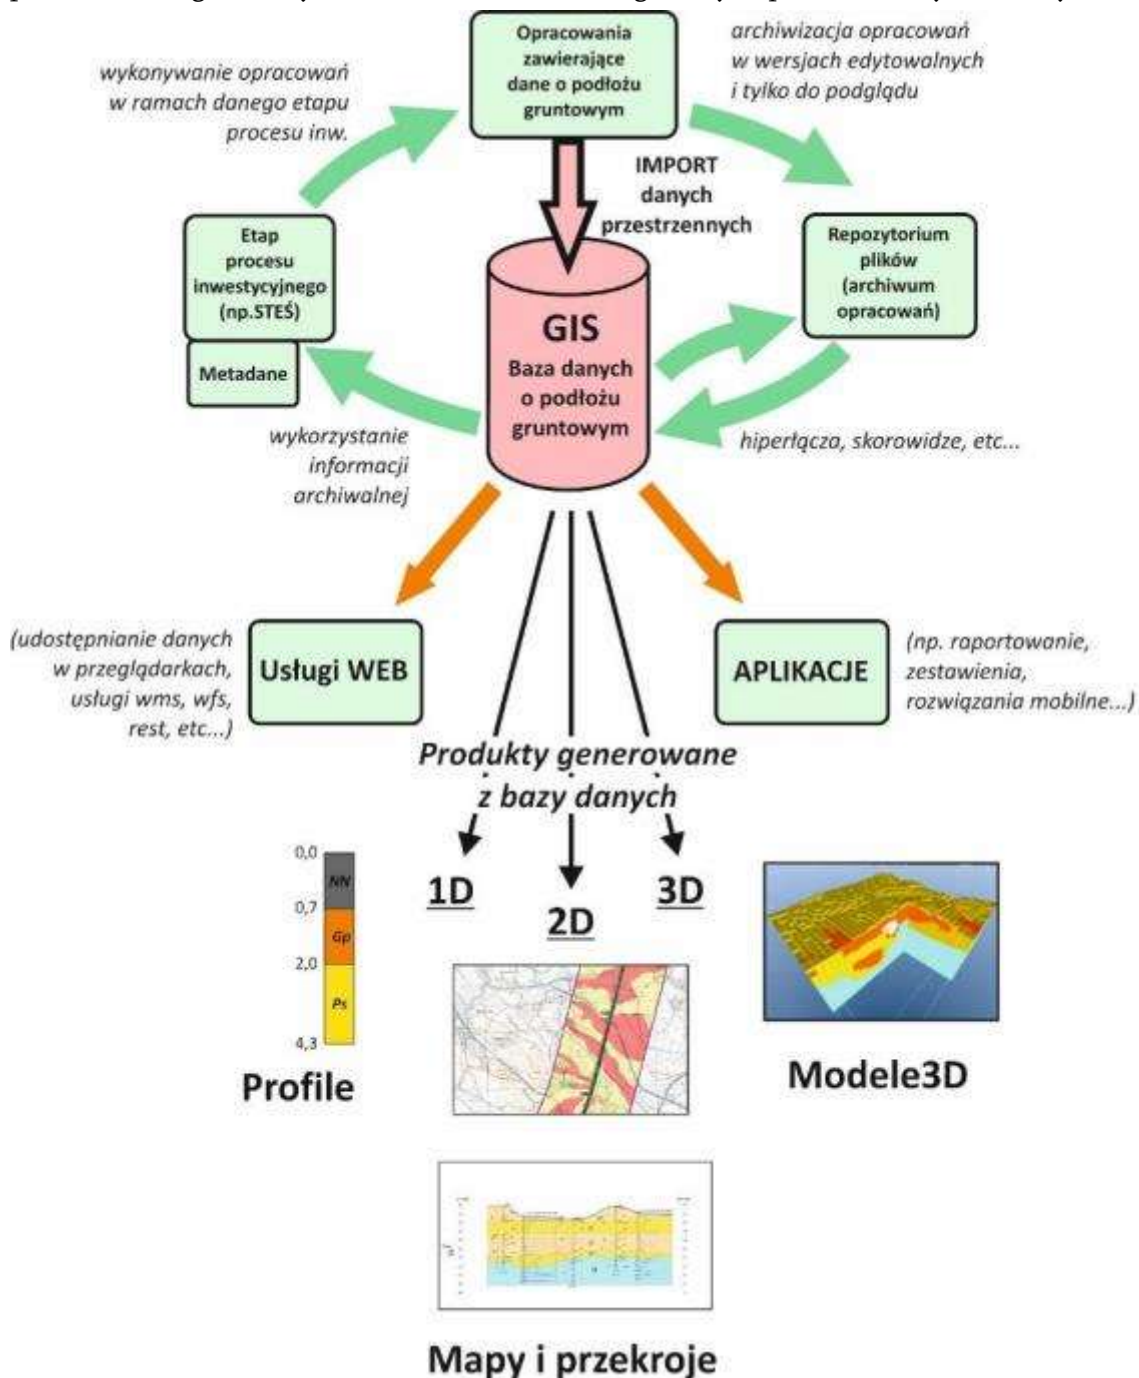 Opracowania
zawierające
dane o podłożu
gruntowym
archiwizacja opracowań
w wersjach edytowalnych
i tylko do podglądu
wykonywanie opracowań
w ramach danego etapu
procesu inw.
IMPORT
danych
przestrzennych
Etap
procesu
inwestycyjnego
(np.STEŚ)
Metadane
Repozytorium
plików
(archiwum
opracowań)
GIS
Baza danych
o podłożu
gruntowym
wykorzystanie
informacji
archiwalnej
hiperłącza, skorowidze, etc...
(udostępnianie danych
w przeglądarkach,
usługi wms, wfs,
rest, etc...)
Usługi WEB
APLIKACJE
(np. raportowanie,
zestawienia,
rozwiązania mobilne...)
Produkty generowane
z bazy danych
1D
2D
3D
0,0
NN
0,7
Gp
2,0
Ps
4,3
Profile
Modele3D
Mapy i przekroje